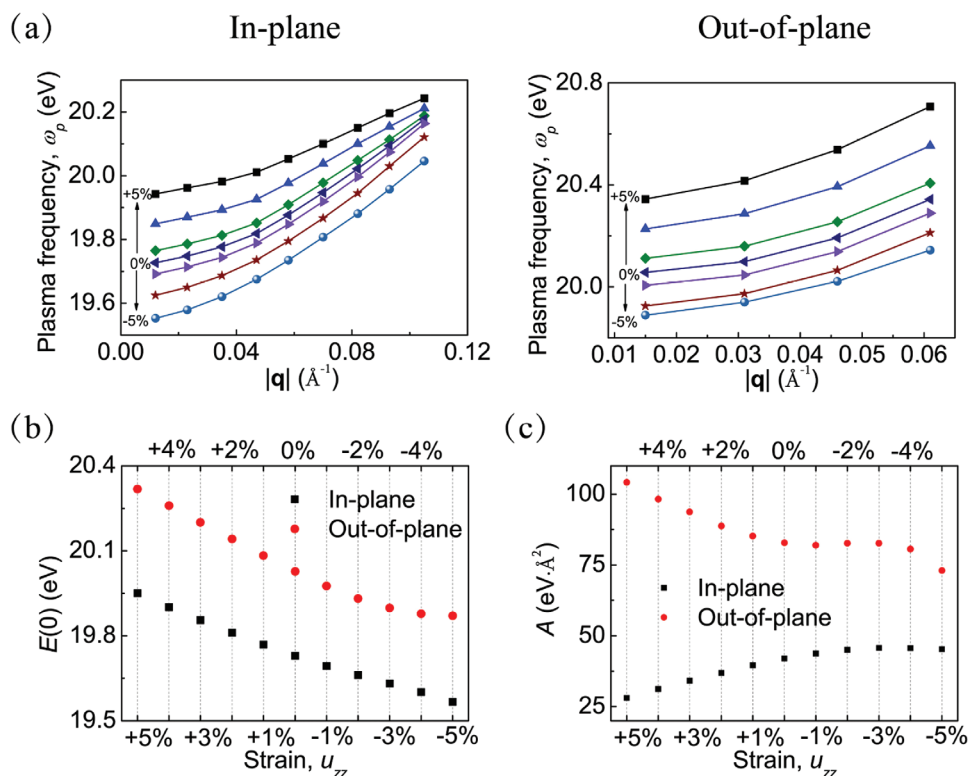 (a) In-plane Out-of-plane
Plasma frequency, ωp (eV)
20.2
20.0
19.8
19.6
+5%
0%
-5%
0.00 0.04 0.08 0.12
|q| (Å⁻¹)
Plasma frequency, ωp (eV)
20.8
20.4
20.0
+5%
0%
-5%
0.01 0.02 0.03 0.04 0.05 0.06
|q| (Å⁻¹)
(b)
+4% +2% 0% -2% -4%
E(0) (eV)
20.4
20.1
19.8
19.5
In-plane
Out-of-plane
+5% +3% +1% -1% -3% -5%
Strain, uzz
(c)
+4% +2% 0% -2% -4%
A (eV·Å²)
100
75
50
25
In-plane
Out-of-plane
+5% +3% +1% -1% -3% -5%
Strain, uzz